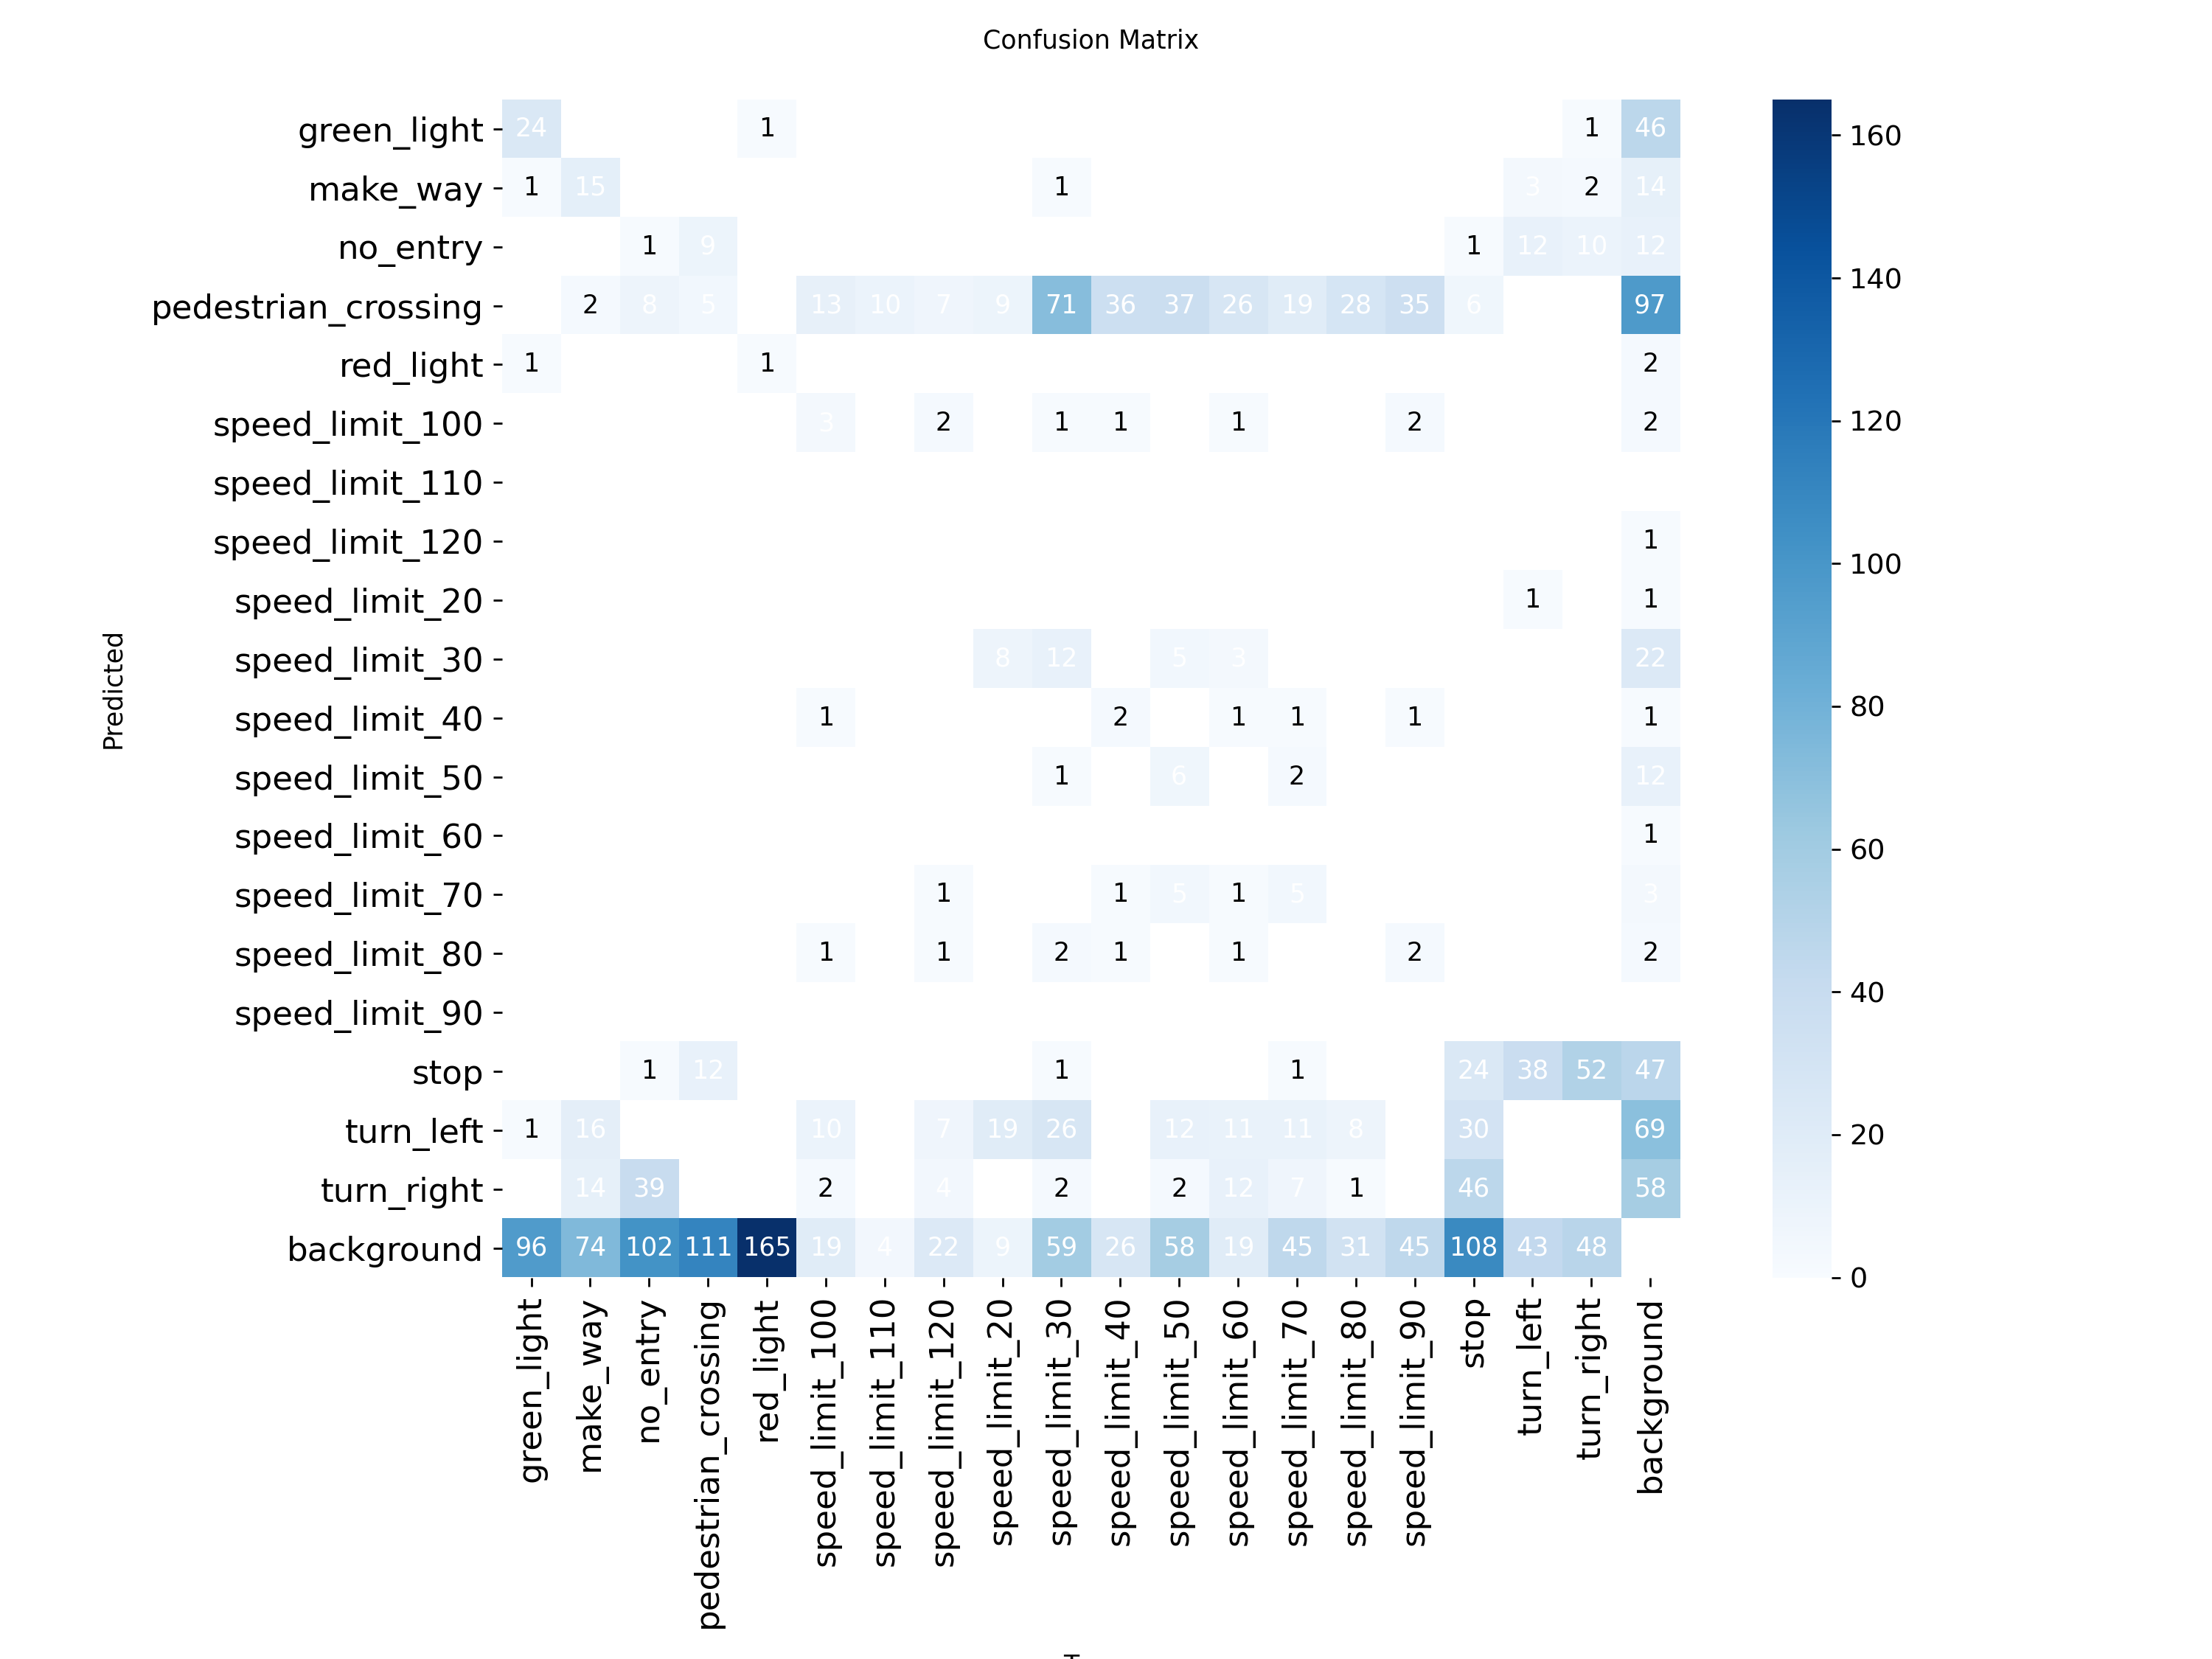 Confusion Matrix
green_light 24 1 1 46
make_way 1 15 1 3 2 14
no_entry 1 9 1 12 10 12
pedestrian_crossing 2 8 5 13 10 7 9 71 36 37 26 19 28 35 6 97
red_light 1 1 2
speed_limit_100 3 2 1 1 1 2 2
speed_limit_110
speed_limit_120 1
speed_limit_20 1 1
speed_limit_30 8 12 5 3 22
speed_limit_40 1 2 1 1 1 1
speed_limit_50 1 6 2 12
speed_limit_60 1
speed_limit_70 1 1 5 1 5 3
speed_limit_80 1 1 2 1 1 2 2
speed_limit_90
stop 1 12 1 1 24 38 52 47
turn_left 1 16 10 7 19 26 12 11 11 8 30 69
turn_right 14 39 2 4 2 2 12 7 1 46 58
background 96 74 102 111 165 19 4 22 9 59 26 58 19 45 31 45 108 43 48
Predicted
green_light
make_way
no_entry
pedestrian_crossing
red_light
speed_limit_100
speed_limit_110
speed_limit_120
speed_limit_20
speed_limit_30
speed_limit_40
speed_limit_50
speed_limit_60
speed_limit_70
speed_limit_80
speed_limit_90
stop
turn_left
turn_right
background
160
140
120
100
80
60
40
20
0